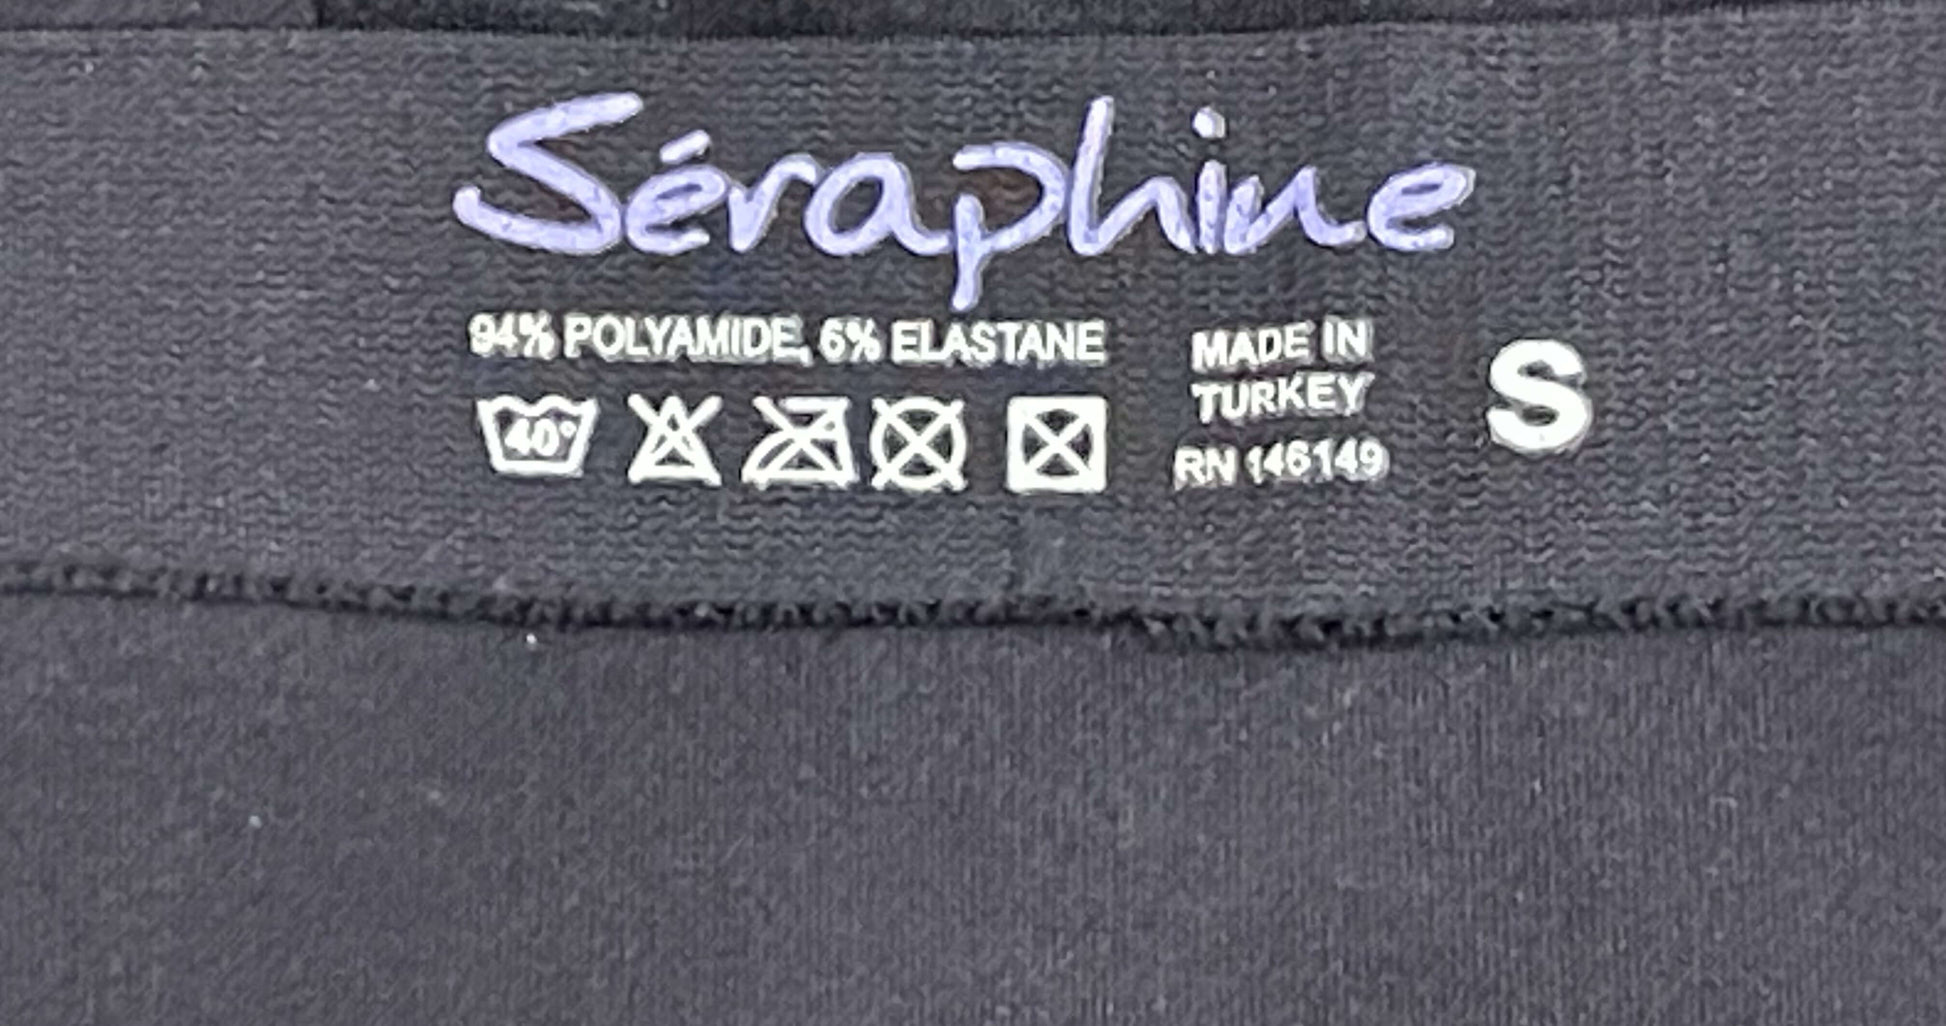 Séraphine
94% POLYAMIDE, 6% ELASTANE
40°
MADE IN
TURKEY
RN 146149
S